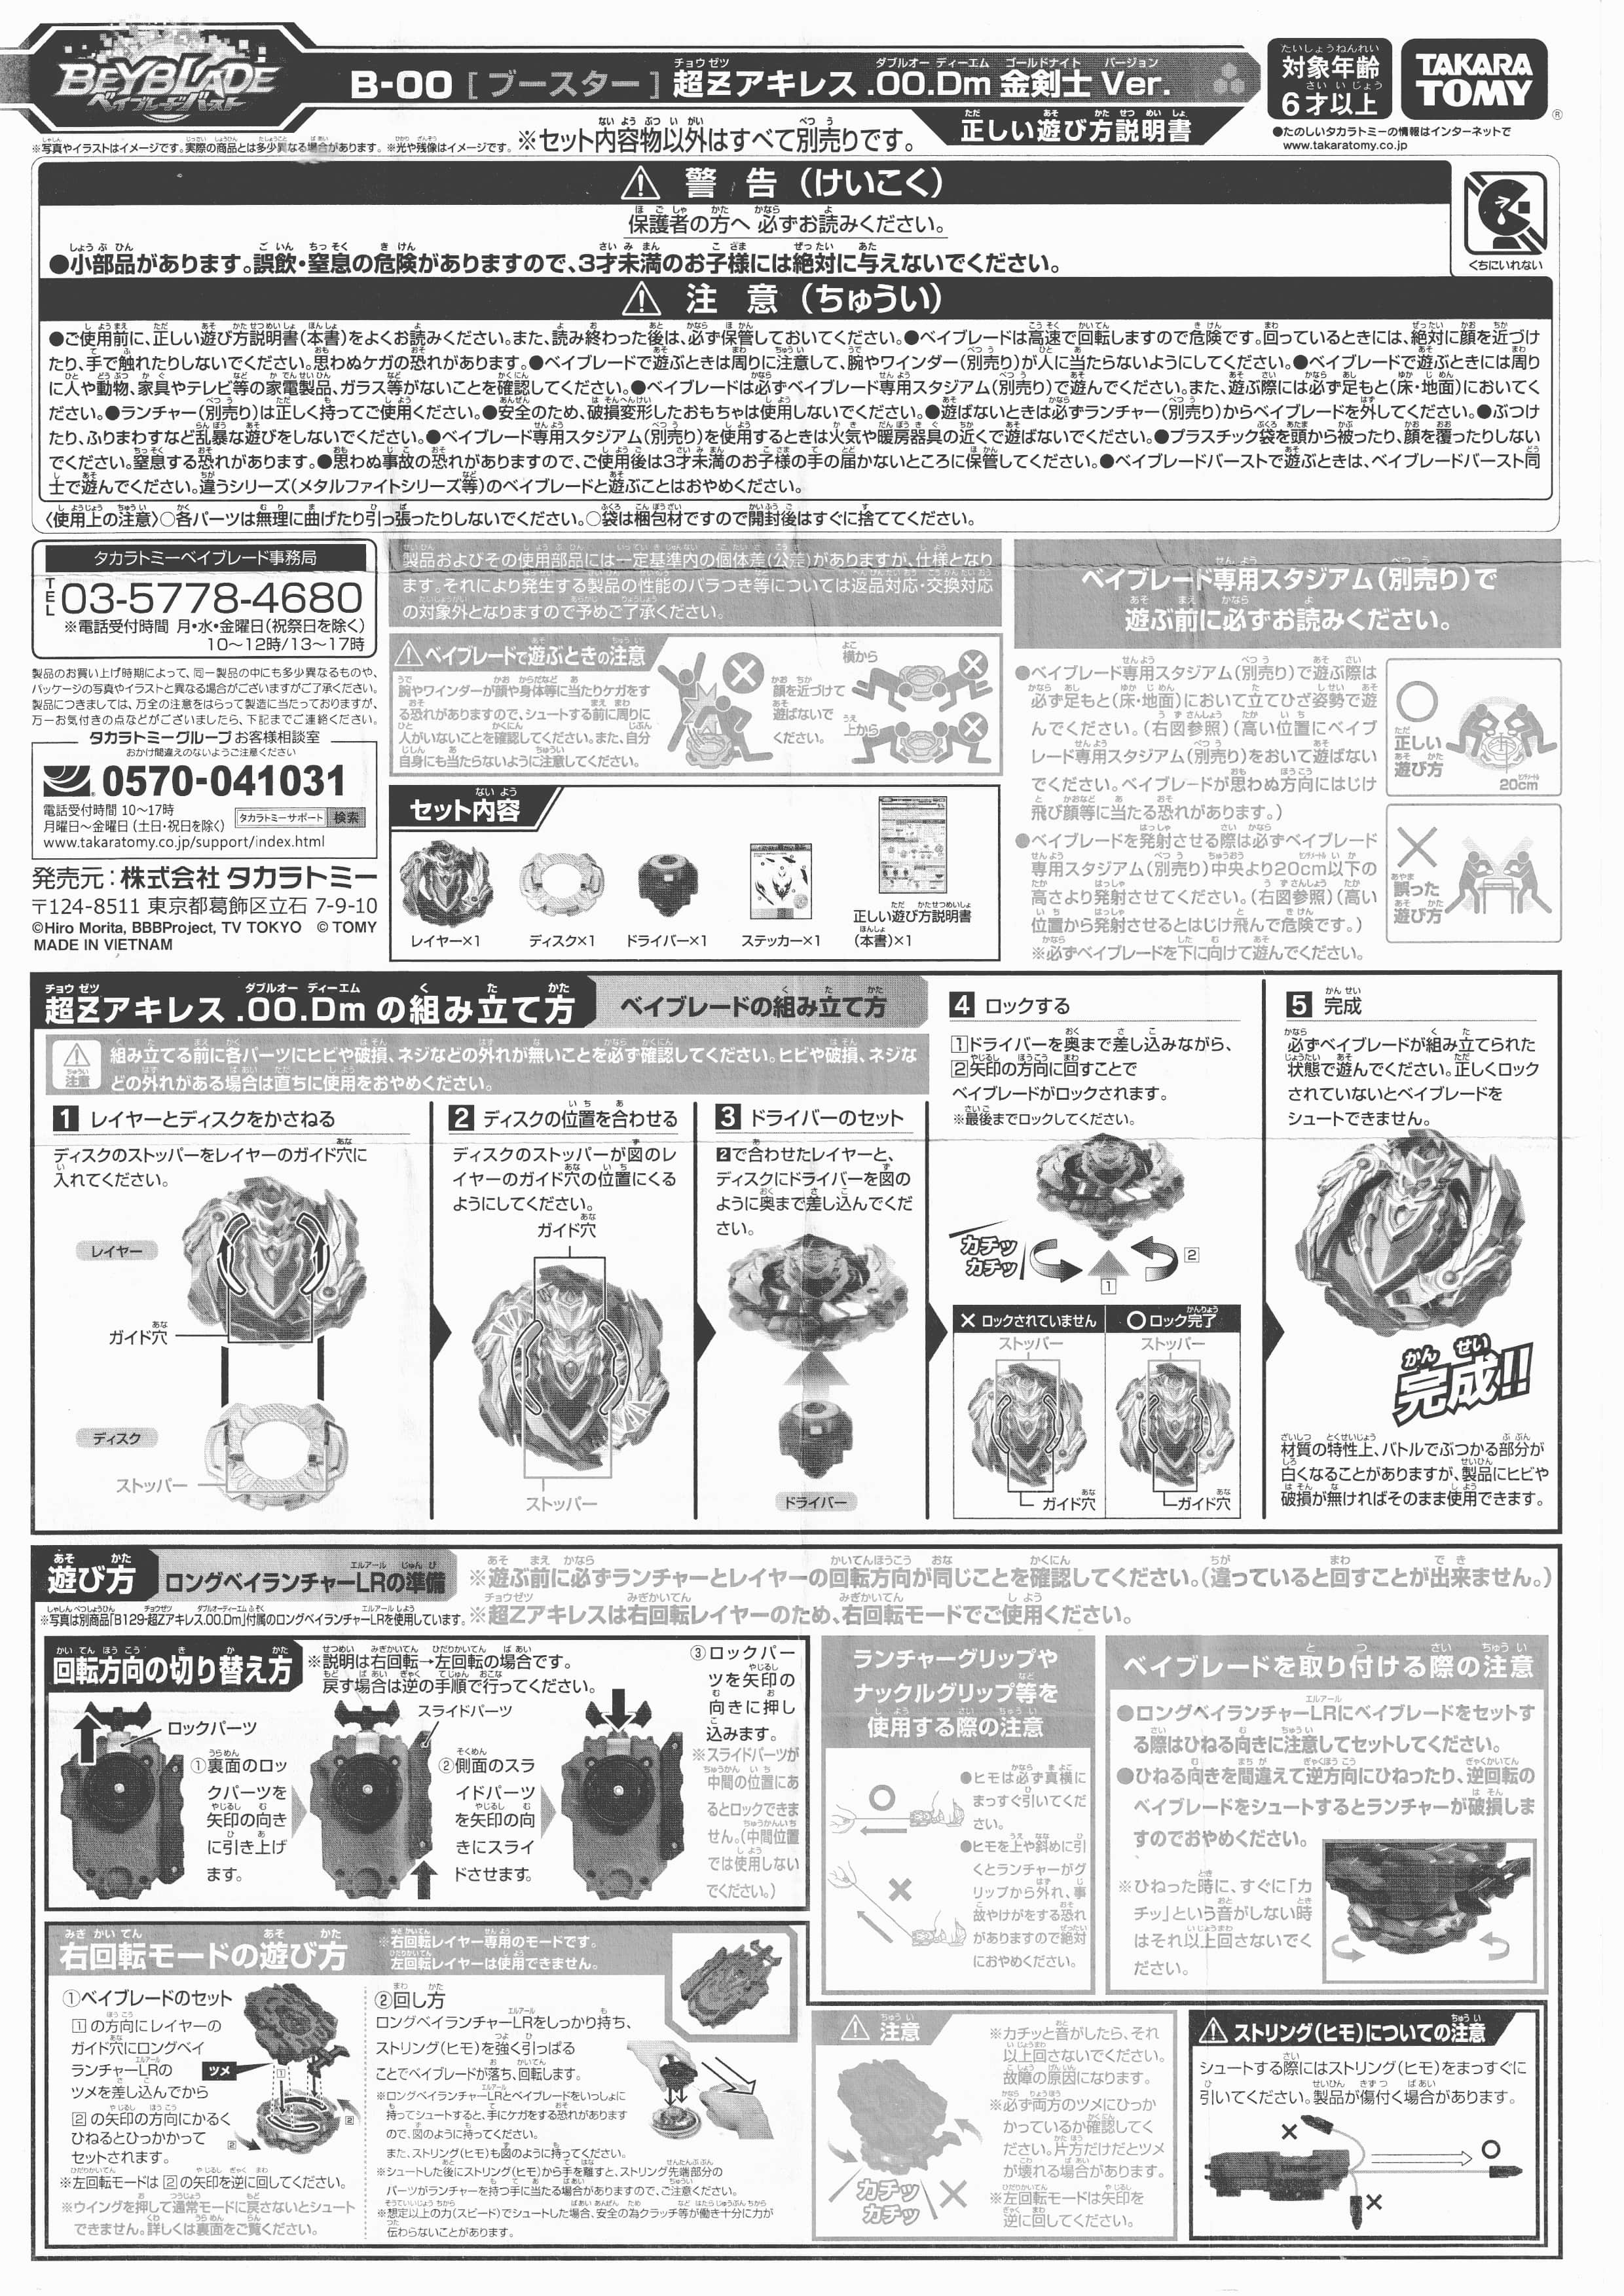 BEYBLADE
ベイブレードバースト
B-00 [ブースター] 超Zアキレス .00.Dm 金剣士 Ver.
正しい遊び方説明書
対象年齢
6才以上
TAKARA
TOMY
●たのしいタカラトミーの情報はインターネットで
www.takaratomy.co.jp
※写真やイラストはイメージです。実際の商品とは多少異なる場合があります。※光や残像はイメージです。
※セット内容物以外はすべて別売りです。
警 告（けいこく）
保護者の方へ 必ずお読みください。
●小部品があります。誤飲・窒息の危険がありますので、3才未満のお子様には絶対に与えないでください。
くちにいれない
注 意（ちゅうい）
●ご使用前に、正しい遊び方説明書(本書)をよくお読みください。また、読み終わった後は、必ず保管しておいてください。●ベイブレードは高速で回転しますので危険です。回っているときには、絶対に顔を近づけ
たり、手で触れたりしないでください。思わぬケガの恐れがあります。●ベイブレードで遊ぶときは周りに注意して、腕やワインダー(別売り)が人に当たらないようにしてください。●ベイブレードで遊ぶときには周り
に人や動物、家具やテレビ等の家電製品、ガラス等がないことを確認してください。●ベイブレードは必ずベイブレード専用スタジアム(別売り)で遊んでください。また、遊ぶ際には必ず足もと(床・地面)においてく
ださい。●ランチャー(別売り)は正しく持ってご使用ください。●安全のため、破損変形したおもちゃは使用しないでください。●遊ばないときは必ずランチャー(別売り)からベイブレードを外してください。●ぶつけ
たり、ふりまわすなど乱暴な遊びをしないでください。●ベイブレード専用スタジアム(別売り)を使用するときは火気や暖房器具の近くで遊ばないでください。●プラスチック袋を頭から被ったり、顔を覆ったりしない
でください。窒息する恐れがあります。●思わぬ事故の恐れがありますので、ご使用後は3才未満のお子様の手の届かないところに保管してください。●ベイブレードバーストで遊ぶときは、ベイブレードバースト同
士で遊んでください。違うシリーズ(メタルファイトシリーズ等)のベイブレードと遊ぶことはおやめください。
〈使用上の注意〉○各パーツは無理に曲げたり引っ張ったりしないでください。○袋は梱包材ですので開封後はすぐに捨ててください。
タカラトミーベイブレード事務局
TEL 03-5778-4680
※電話受付時間 月・水・金曜日(祝祭日を除く)
10〜12時/13〜17時
製品のお買い上げ時期によって、同一製品の中にも多少異なるものや、
パッケージの写真やイラストと異なる場合がございますがご了承ください。
製品につきましては、万全の注意をはらって製造に当たっておりますが、
万一お気付きの点などがございましたら、下記までご連絡ください。
タカラトミーグループ お客様相談室
おかけ間違えのないようご注意ください
0570-041031
電話受付時間 10〜17時
月曜日〜金曜日(土日・祝日を除く)
タカラトミーサポート 検索
www.takaratomy.co.jp/support/index.html
発売元：株式会社 タカラトミー
〒124-8511 東京都葛飾区立石 7-9-10
©Hiro Morita, BBBProject, TV TOKYO © TOMY
MADE IN VIETNAM
製品およびその使用部品には一定基準内の個体差(公差)がありますが、仕様となり
ます。それにより発生する製品の性能のバラつき等については返品対応・交換対応
の対象外となりますので予めご了承ください。
ベイブレードで遊ぶときの注意
腕やワインダーが顔や身体等に当たりケガをす
る恐れがありますので、シュートする前に周りに
人がいないことを確認してください。また、自分
自身にも当たらないように注意してください。
顔を近づけて
遊ばないで
ください。
横から
上から
セット内容
レイヤー×1
ディスク×1
ドライバー×1
ステッカー×1
正しい遊び方説明書
(本書)×1
ベイブレード専用スタジアム(別売り)で
遊ぶ前に必ずお読みください。
●ベイブレード専用スタジアム(別売り)で遊ぶ際は
必ず足もと(床・地面)において立てひざ姿勢で遊
んでください。(右図参照)(高い位置にベイブ
レード専用スタジアム(別売り)をおいて遊ばない
でください。ベイブレードが思わぬ方向にはじけ
飛び顔等に当たる恐れがあります。)
●ベイブレードを発射させる際は必ずベイブレード
専用スタジアム(別売り)中央より20cm以下の
高さより発射させてください。(右図参照)(高い
位置から発射させるとはじけ飛んで危険です。)
※必ずベイブレードを下に向けて遊んでください。
正しい
遊び方
20cm
誤った
遊び方
超Zアキレス .00.Dm の組み立て方
ベイブレードの組み立て方
注意
組み立てる前に各パーツにヒビや破損、ネジなどの外れが無いことを必ず確認してください。ヒビや破損、ネジな
どの外れがある場合は直ちに使用をおやめください。
1 レイヤーとディスクをかさねる
ディスクのストッパーをレイヤーのガイド穴に
入れてください。
レイヤー
ガイド穴
ディスク
ストッパー
2 ディスクの位置を合わせる
ディスクのストッパーが図のレ
イヤーのガイド穴の位置にくる
ようにしてください。
ガイド穴
ストッパー
3 ドライバーのセット
2で合わせたレイヤーと、
ディスクにドライバーを図の
ように奥まで差し込んでくだ
さい。
ドライバー
4 ロックする
1ドライバーを奥まで差し込みながら、
2矢印の方向に回すことで
ベイブレードがロックされます。
※最後までロックしてください。
カチッ
カチッ
1
2
× ロックされていません
○ ロック完了
ストッパー
ストッパー
ガイド穴
ガイド穴
5 完成
必ずベイブレードが組み立てられた
状態で遊んでください。正しくロック
されていないとベイブレードを
シュートできません。
完成!!
材質の特性上、バトルでぶつかる部分が
白くなることがありますが、製品にヒビや
破損が無ければそのまま使用できます。
遊び方 ロングベイランチャーLRの準備
※写真は別商品「B129-超Zアキレス.00.Dm」付属のロングベイランチャーLRを使用しています。
※遊ぶ前に必ずランチャーとレイヤーの回転方向が同じことを確認してください。(違っていると回すことが出来ません。)
※超Zアキレスは右回転レイヤーのため、右回転モードでご使用ください。
回転方向の切り替え方
※説明は右回転→左回転の場合です。
戻す場合は逆の手順で行ってください。
ロックパーツ
①裏面のロッ
クパーツを
矢印の向き
に引き上げ
ます。
スライドパーツ
②側面のスラ
イドパーツ
を矢印の向
きにスライ
ドさせます。
③ロックパー
ツを矢印の
向きに押し
込みます。
※スライドパーツが
中間の位置にあ
るとロックできま
せん。(中間位置
では使用しない
でください。)
ランチャーグリップや
ナックルグリップ等を
使用する際の注意
●ヒモは必ず真横に
まっすぐ引いてくだ
さい。
●ヒモを上や斜めに引
くとランチャーがグ
リップから外れ、事
故やけがをする恐れ
がありますので絶対
におやめください。
ベイブレードを取り付ける際の注意
●ロングベイランチャーLRにベイブレードをセットす
る際はひねる向きに注意してセットしてください。
●ひねる向きを間違えて逆方向にひねったり、逆回転の
ベイブレードをシュートするとランチャーが破損しま
すのでおやめください。
※ひねった時に、すぐに「カ
チッ」という音がしない時
はそれ以上回さないでく
ださい。
右回転モードの遊び方
※右回転レイヤー専用のモードです。
左回転レイヤーは使用できません。
①ベイブレードのセット
1の方向にレイヤーの
ガイド穴にロングベイ
ランチャーLRの
ツメを差し込んでから
2の矢印の方向にかるく
ひねるとひっかかって
セットされます。
※左回転モードは2の矢印を逆に回してください。
※ウイングを押して通常モードに戻さないとシュート
できません。詳しくは裏面をご覧ください。
ツメ
1
2
2
②回し方
ロングベイランチャーLRをしっかり持ち、
ストリング(ヒモ)を強く引っぱる
ことでベイブレードが落ち、回転します。
※ロングベイランチャーLRとベイブレードをいっしょに
持ってシュートすると、手にケガをする恐れがあります
ので、図のように持ってください。
また、ストリング(ヒモ)も図のように持ってください。
※シュートした後にストリング(ヒモ)から手を離すと、ストリング先端部分の
パーツがランチャーを持つ手に当たる場合がありますので、ご注意ください。
※想定以上の力(スピード)でシュートした場合、安全の為クラッチ等が働き十分に力が
伝わらないことがあります。
注意
カチッ
カチッ
※カチッと音がしたら、それ
以上回さないでください。
故障の原因になります。
※必ず両方のツメにひっか
かっているか確認してく
ださい。片方だけだとツメ
が壊れる場合があります。
※左回転モードは矢印を
逆に回してください。
ストリング(ヒモ)についての注意
シュートする際にはストリング(ヒモ)をまっすぐに
引いてください。製品が傷付く場合があります。